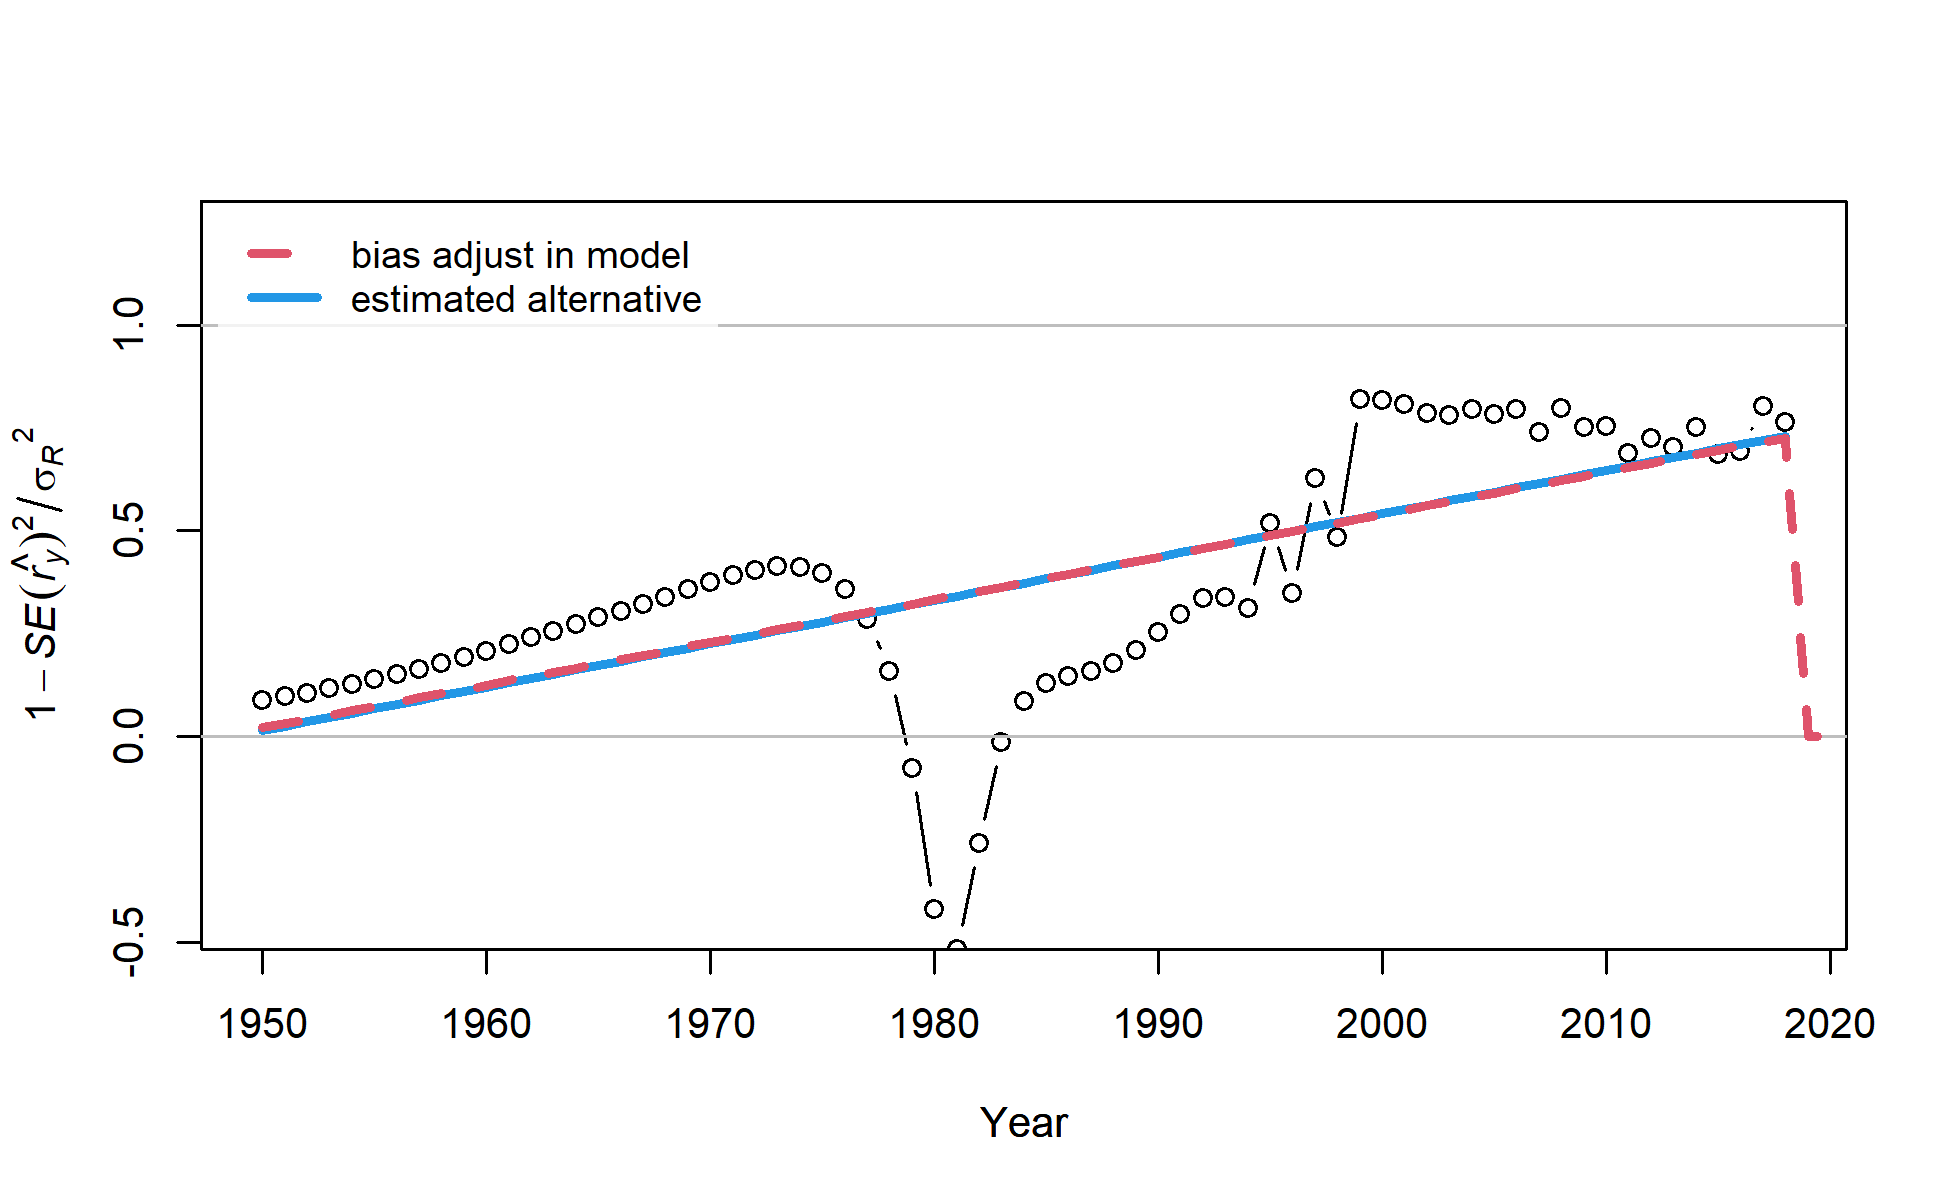 bias adjust in model
estimated alternative
1 − SE(r̂y)²/σR²
1.0
0.5
0.0
-0.5
1950 1960 1970 1980 1990 2000 2010 2020
Year